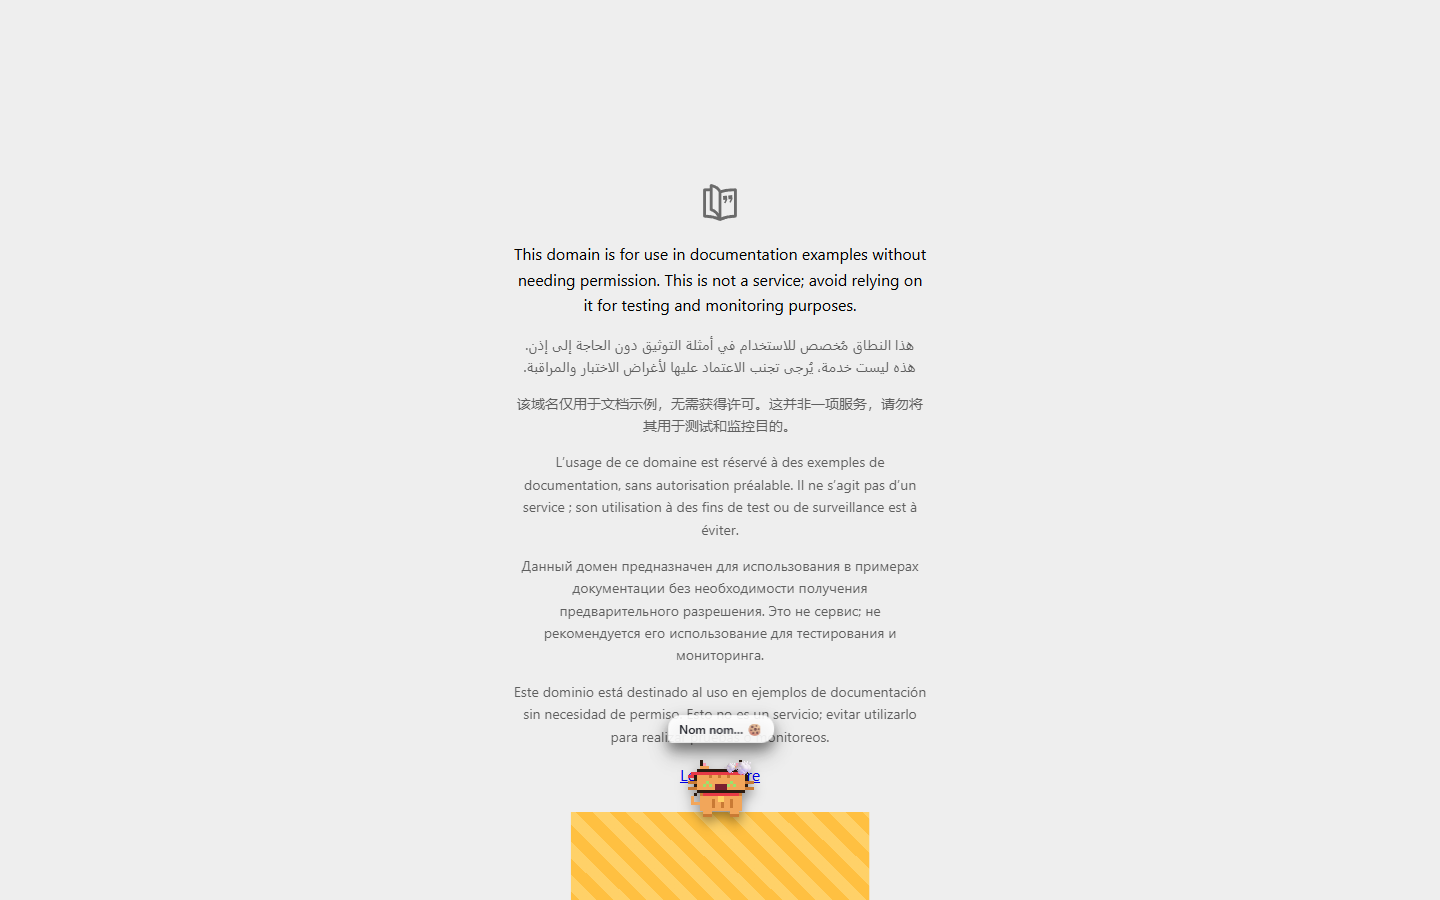 This domain is for use in documentation examples without
needing permission. This is not a service; avoid relying on
it for testing and monitoring purposes.
هذا النطاق مُخصص للاستخدام في أمثلة التوثيق دون الحاجة إلى إذن.
هذه ليست خدمة، يُرجى تجنب الاعتماد عليها لأغراض الاختبار والمراقبة.
该域名仅用于文档示例，无需获得许可。这并非一项服务，请勿将
其用于测试和监控目的。
L’usage de ce domaine est réservé à des exemples de
documentation, sans autorisation préalable. Il ne s’agit pas d’un
service ; son utilisation à des fins de test ou de surveillance est à
éviter.
Данный домен предназначен для использования в примерах
документации без необходимости получения
предварительного разрешения. Это не сервис; не
рекомендуется его использование для тестирования и
мониторинга.
Este dominio está destinado al uso en ejemplos de documentación
sin necesidad de permiso. Esto no es un servicio; evitar utilizarlo
Nom nom... 🍪
para monitoreos.